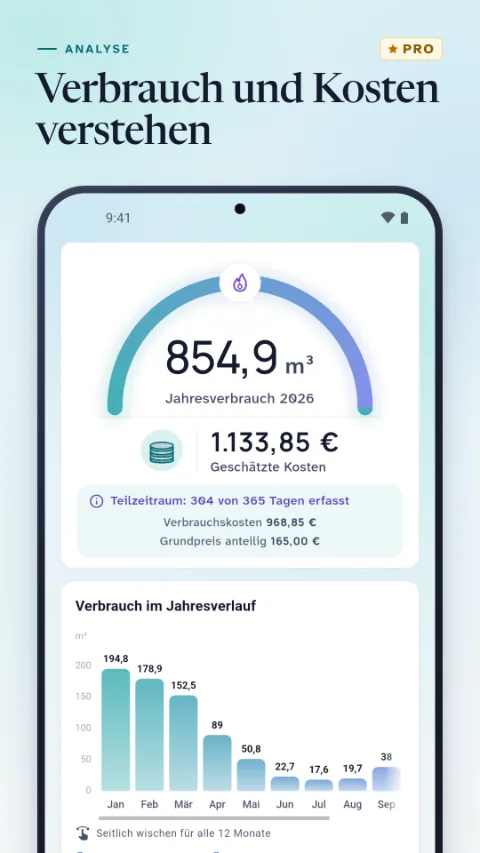 ANALYSE
PRO
Verbrauch und Kosten
verstehen
9:41
854,9 m³
Jahresverbrauch 2026
1.133,85 €
Geschätzte Kosten
Teilzeitraum: 304 von 365 Tagen erfasst
Verbrauchskosten 968,85 €
Grundpreis anteilig 165,00 €
Verbrauch im Jahresverlauf
m³
200
150
100
50
0
194,8
178,9
152,5
89
50,8
22,7
17,6
19,7
38
Jan Feb Mär Apr Mai Jun Jul Aug Sep
Seitlich wischen für alle 12 Monate